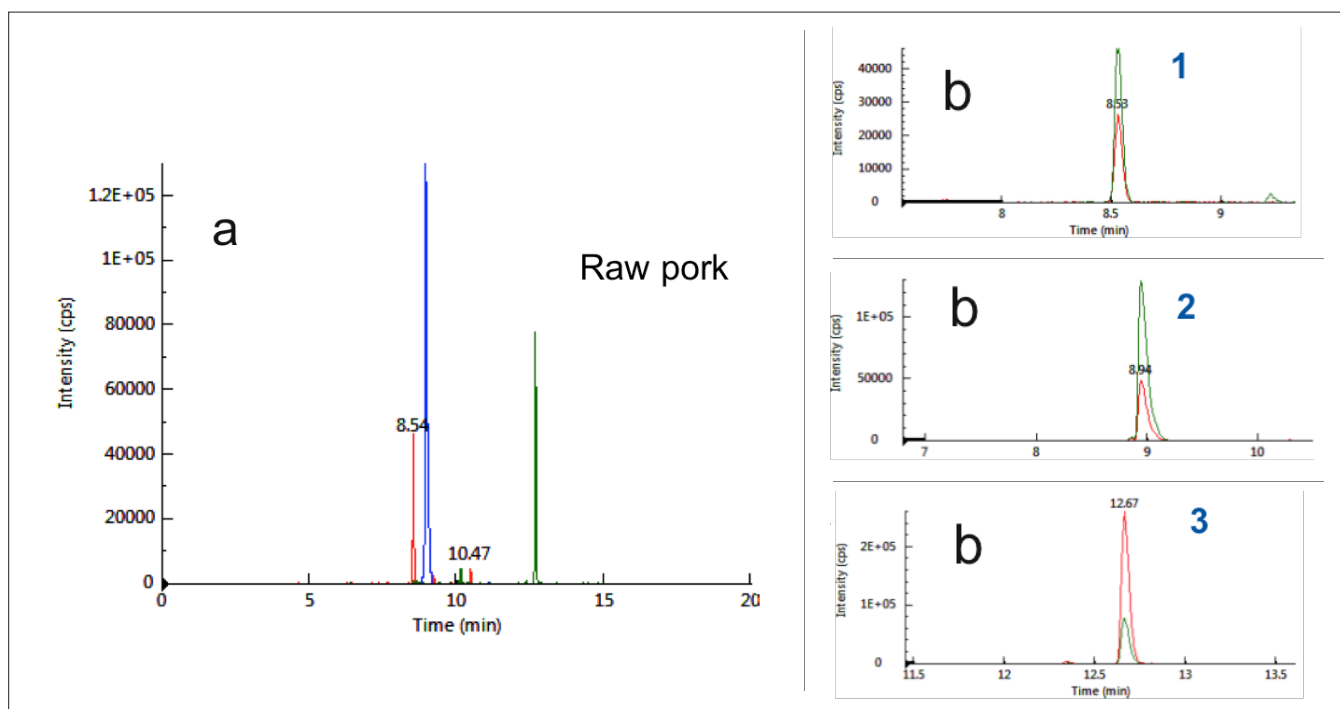 a
Raw pork
Intensity (cps)
1.2E+05
1E+05
80000
60000
40000
20000
0
8.54
10.47
0 5 10 15 20
Time (min)
b
1
Intensity (cps)
40000
30000
20000
10000
0
8.53
8 8.5 9
Time (min)
b
2
Intensity (cps)
1E+05
50000
0
8.94
7 8 9 10
Time (min)
b
3
Intensity (cps)
2E+05
1E+05
0
12.67
11.5 12 12.5 13 13.5
Time (min)